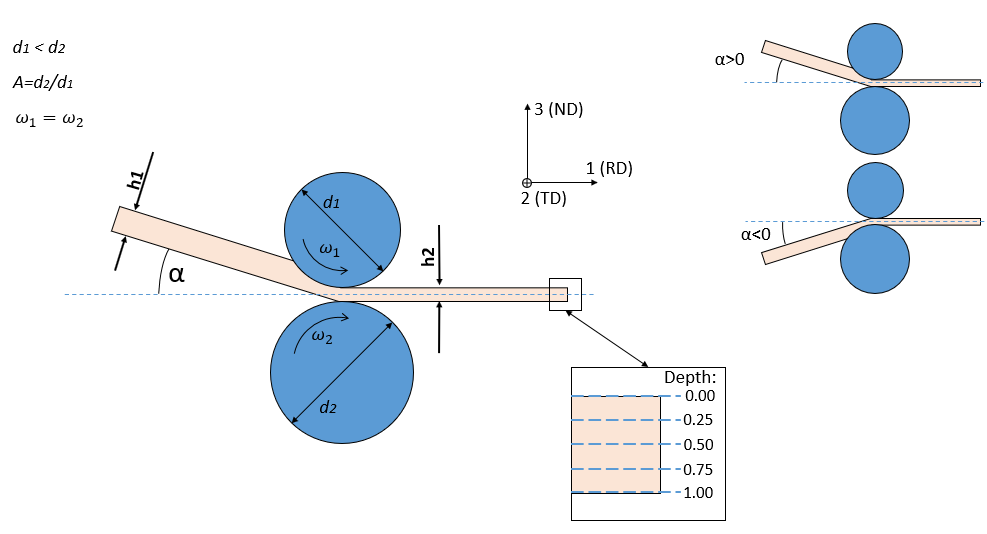 d1 < d2
A=d2/d1
ω1 = ω2
h1
α
d1
ω1
ω2
d2
h2
3 (ND)
1 (RD)
2 (TD)
α>0
α<0
Depth:
0.00
0.25
0.50
0.75
1.00